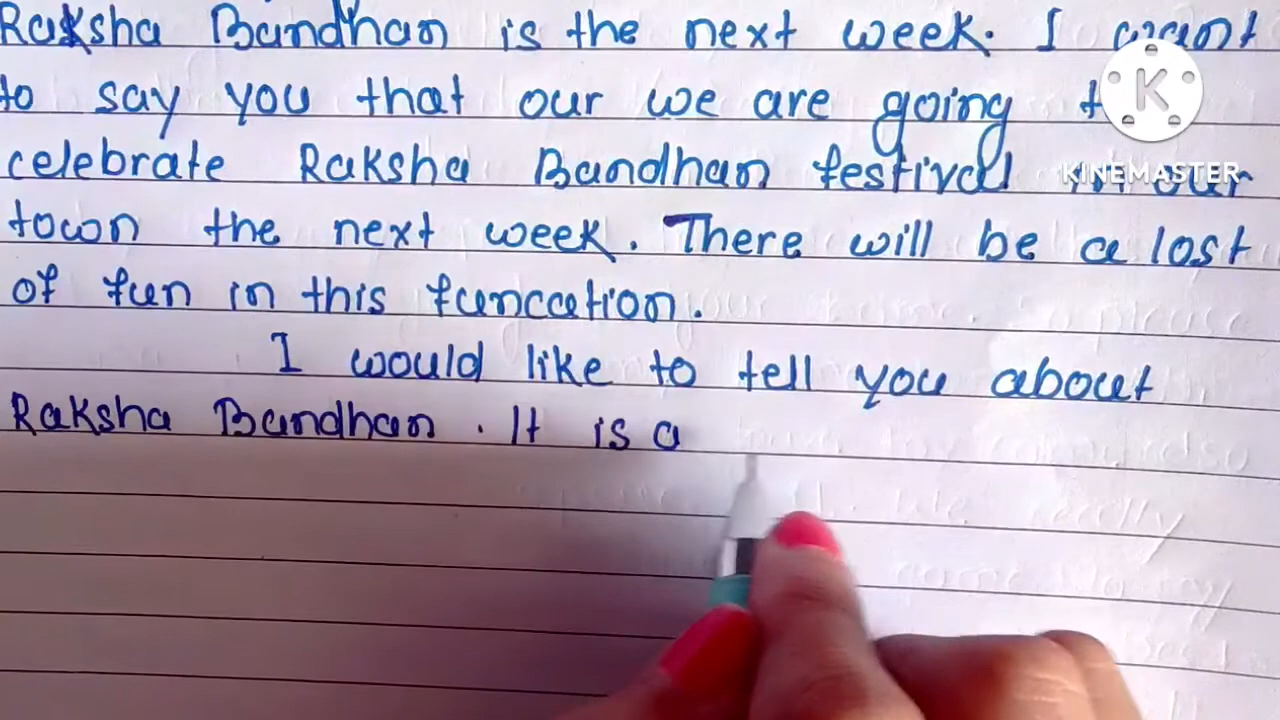 Raksha Bandhan is the next week. I want
to say you that our we are going
celebrate Raksha Bandhan festival in our
town the next week. There will be a lost
of fun in this funcation.
I would like to tell you about
Raksha Bandhan. It is a
K
KINEMASTER